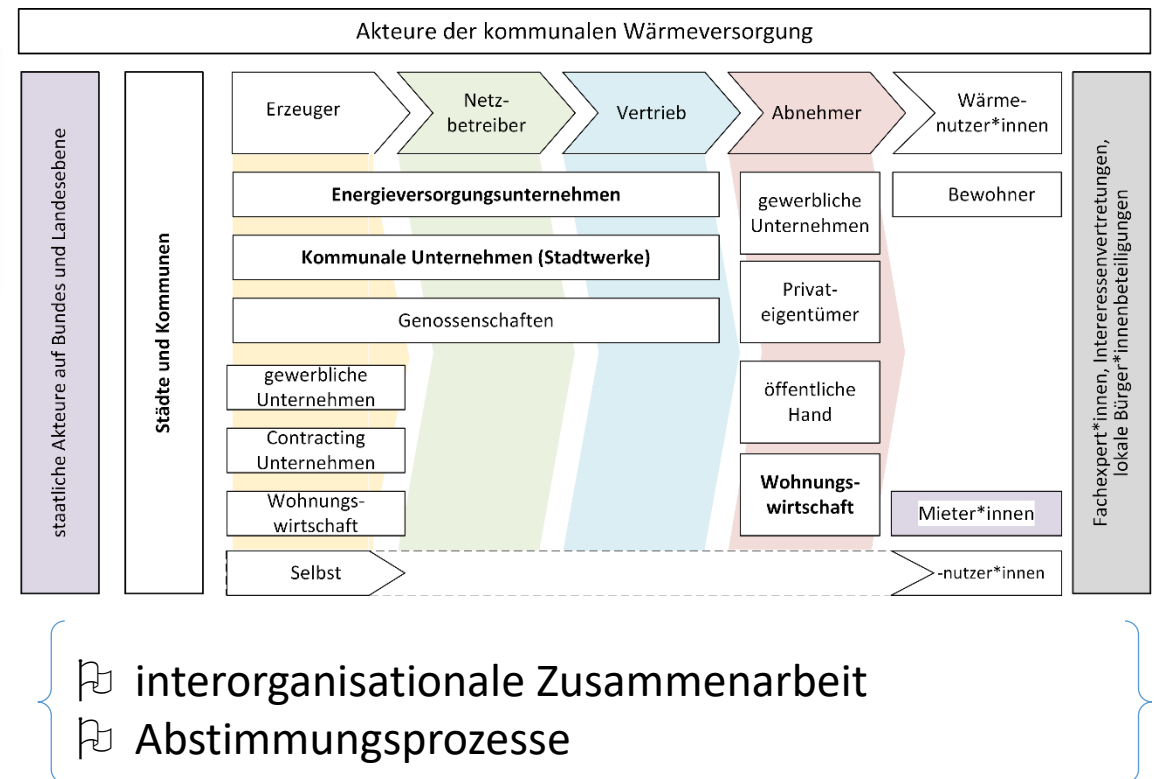 Akteure der kommunalen Wärmeversorgung
staatliche Akteure auf Bundes und Landesebene
Städte und Kommunen
Erzeuger
Netz-
betreiber
Vertrieb
Abnehmer
Wärme-
nutzer*innen
Energieversorgungsunternehmen
Kommunale Unternehmen (Stadtwerke)
Genossenschaften
gewerbliche
Unternehmen
Contracting
Unternehmen
Wohnungs-
wirtschaft
gewerbliche
Unternehmen
Privat-
eigentümer
öffentliche
Hand
Wohnungs-
wirtschaft
Bewohner
Mieter*innen
Selbst
-nutzer*innen
Fachexpert*innen, Intereressenvertretungen,
lokale Bürger*innenbeteiligungen
interorganisationale Zusammenarbeit
Abstimmungsprozesse